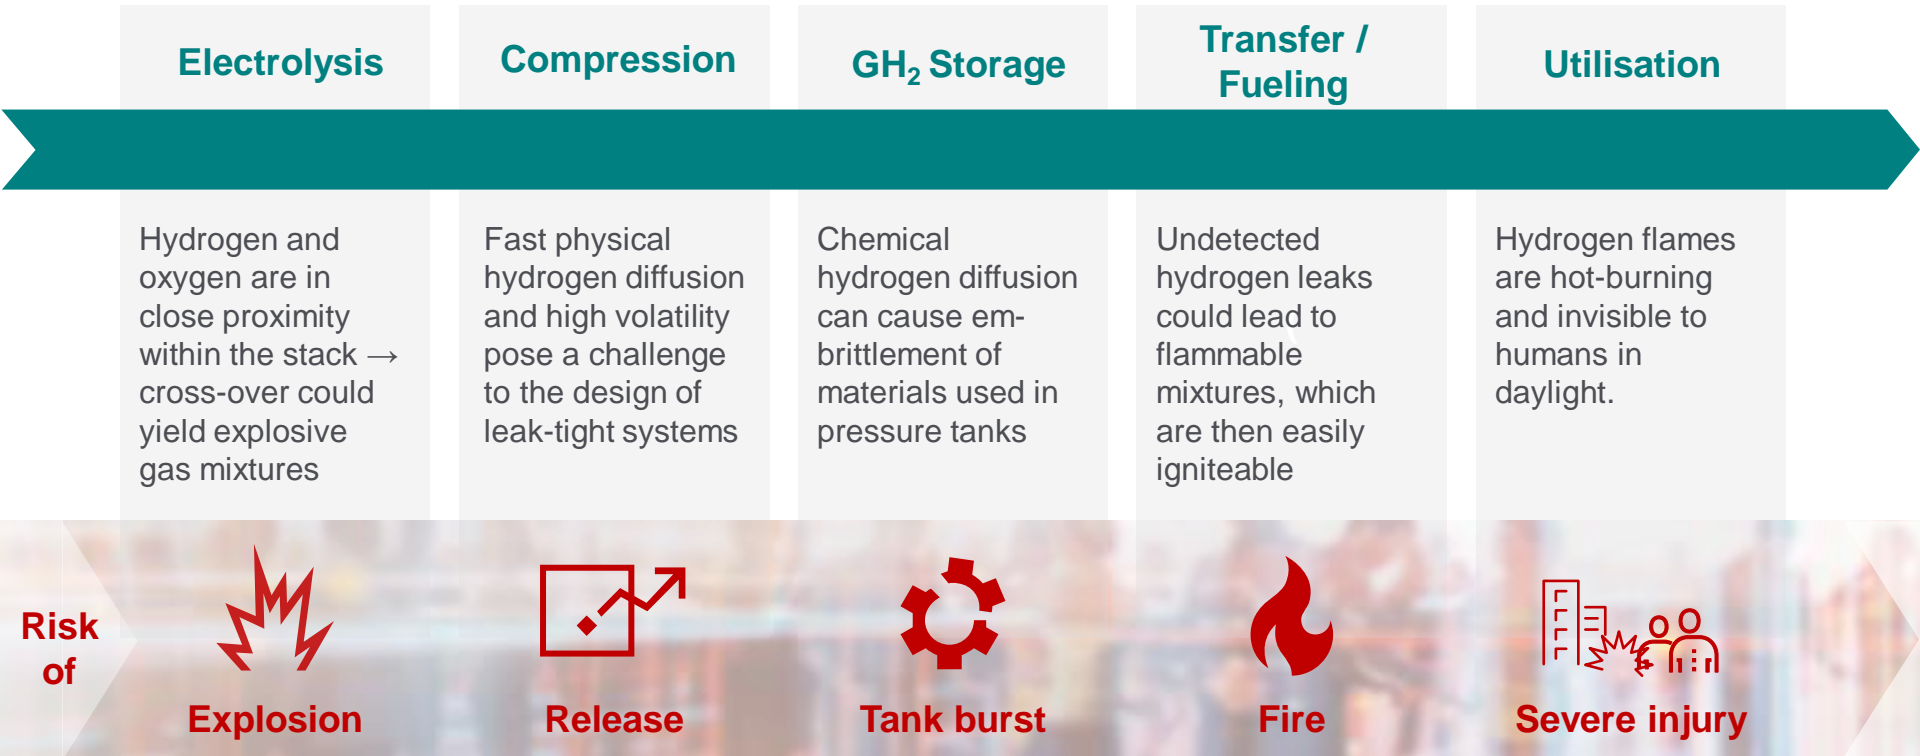 Electrolysis
Hydrogen and
oxygen are in
close proximity
within the stack →
cross-over could
yield explosive
gas mixtures
Compression
Fast physical
hydrogen diffusion
and high volatility
pose a challenge
to the design of
leak-tight systems
GH₂ Storage
Chemical
hydrogen diffusion
can cause em-
brittlement of
materials used in
pressure tanks
Transfer /
Fueling
Undetected
hydrogen leaks
could lead to
flammable
mixtures, which
are then easily
igniteable
Utilisation
Hydrogen flames
are hot-burning
and invisible to
humans in
daylight.
Risk
of
Explosion
Release
Tank burst
Fire
Severe injury